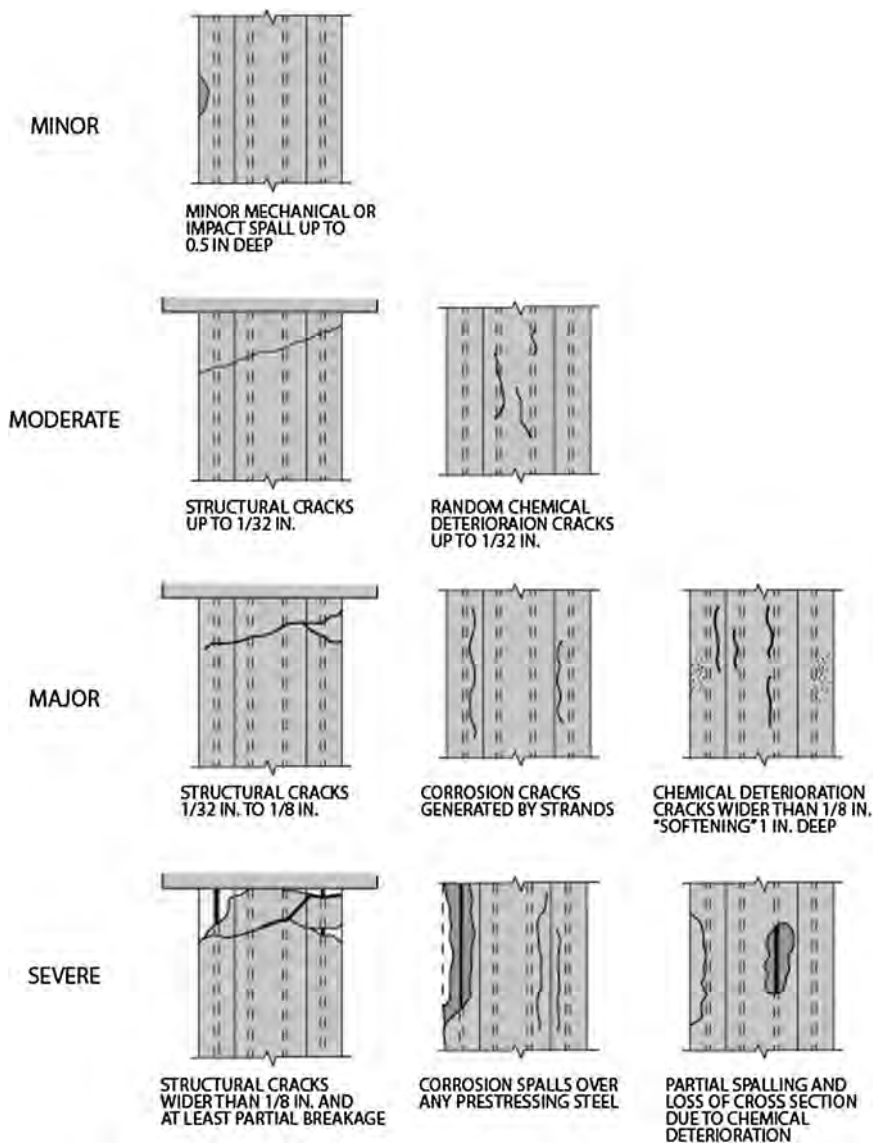 MINOR
MINOR MECHANICAL OR
IMPACT SPALL UP TO
0.5 IN DEEP
MODERATE
STRUCTURAL CRACKS
UP TO 1/32 IN.
RANDOM CHEMICAL
DETERIORAION CRACKS
UP TO 1/32 IN.
MAJOR
STRUCTURAL CRACKS
1/32 IN. TO 1/8 IN.
CORROSION CRACKS
GENERATED BY STRANDS
CHEMICAL DETERIORATION
CRACKS WIDER THAN 1/8 IN.
"SOFTENING" 1 IN. DEEP
SEVERE
STRUCTURAL CRACKS
WIDER THAN 1/8 IN. AND
AT LEAST PARTIAL BREAKAGE
CORROSION SPALLS OVER
ANY PRESTRESSING STEEL
PARTIAL SPALLING AND
LOSS OF CROSS SECTION
DUE TO CHEMICAL
DETERIORATION